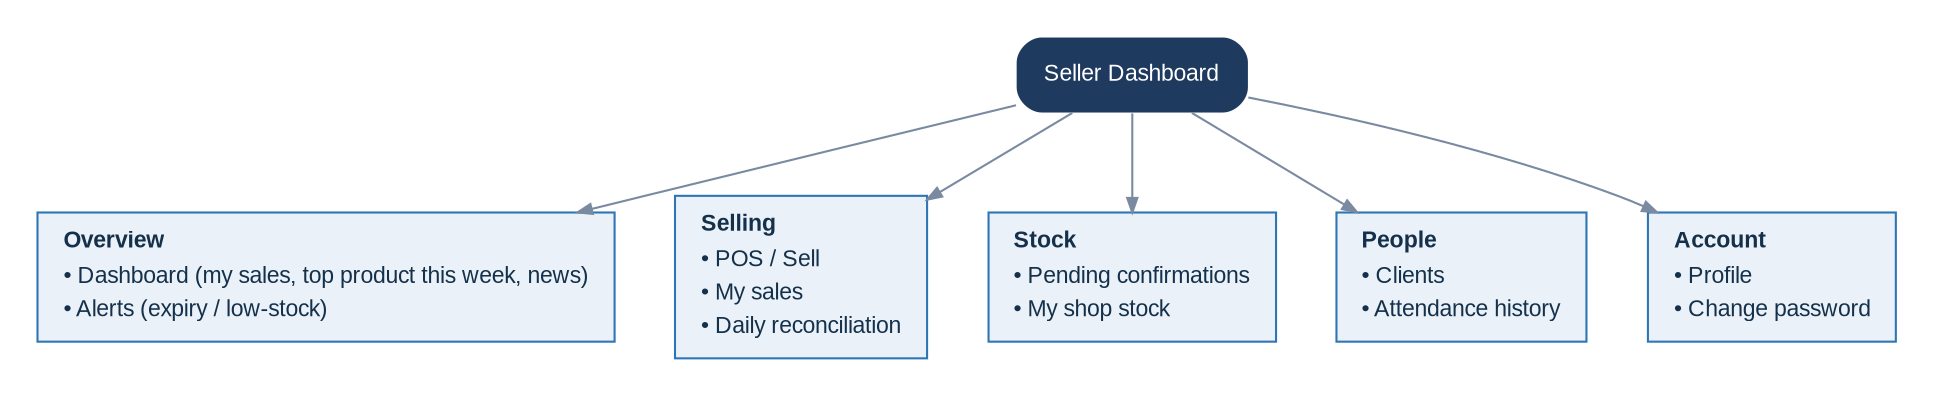 Seller Dashboard
Overview
• Dashboard (my sales, top product this week, news)
• Alerts (expiry / low-stock)
Selling
• POS / Sell
• My sales
• Daily reconciliation
Stock
• Pending confirmations
• My shop stock
People
• Clients
• Attendance history
Account
• Profile
• Change password